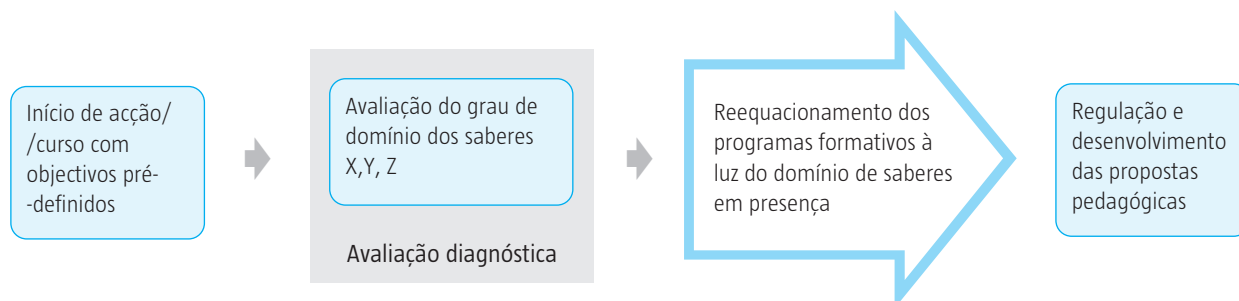 Início de acção/
/curso com
objectivos pré-
-definidos
Avaliação do grau de
domínio dos saberes
X,Y, Z
Avaliação diagnóstica
Reequacionamento dos
programas formativos à
luz do domínio de saberes
em presença
Regulação e
desenvolvimento
das propostas
pedagógicas